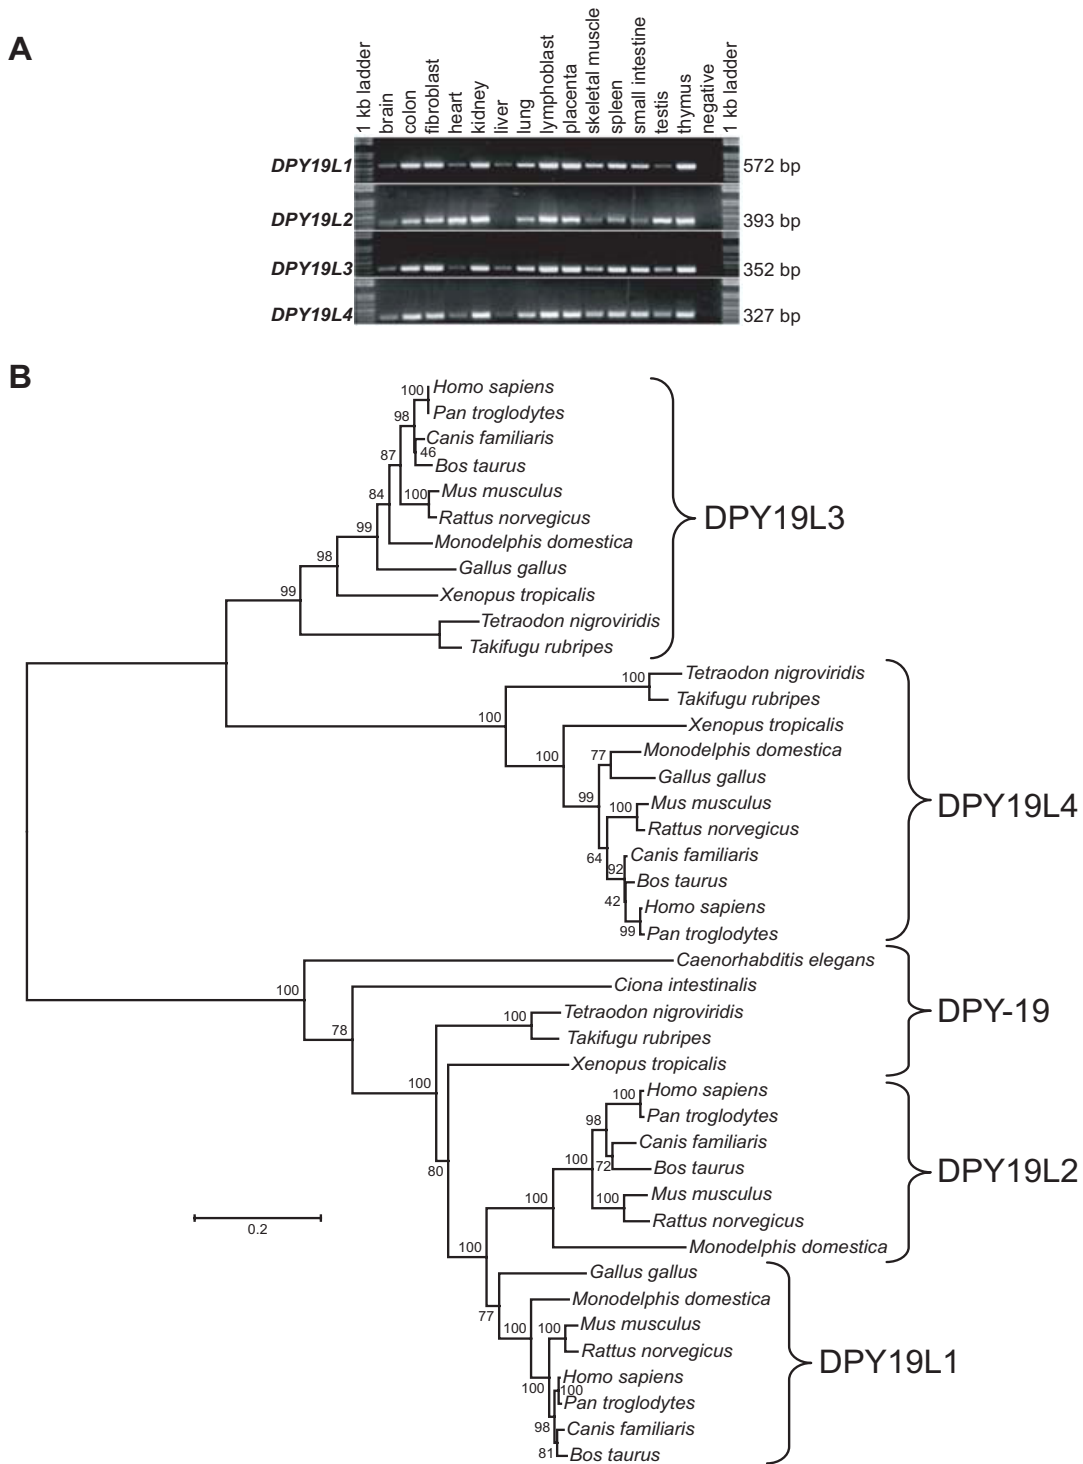 A
1 kb ladder
brain
colon
fibroblast
heart
kidney
liver
lung
lymphoblast
placenta
skeletal muscle
spleen
small intestine
testis
thymus
negative
1 kb ladder
DPY19L1 572 bp
DPY19L2 393 bp
DPY19L3 352 bp
DPY19L4 327 bp
B
100 Homo sapiens
Pan troglodytes
98
Canis familiaris
46
Bos taurus
87
Mus musculus
100
Rattus norvegicus
84
Monodelphis domestica
99
Gallus gallus
98
Xenopus tropicalis
99
Tetraodon nigroviridis
Takifugu rubripes
DPY19L3
Tetraodon nigroviridis
100
Takifugu rubripes
100
Xenopus tropicalis
100
Monodelphis domestica
77
Gallus gallus
99
Mus musculus
100
Rattus norvegicus
64
Canis familiaris
92
Bos taurus
42
Homo sapiens
99 Pan troglodytes
DPY19L4
Caenorhabditis elegans
100
Ciona intestinalis
78
Tetraodon nigroviridis
100
Takifugu rubripes
100
Xenopus tropicalis
80
DPY-19
Homo sapiens
100
Pan troglodytes
98
Canis familiaris
72
Bos taurus
100
Mus musculus
100
Rattus norvegicus
100
Monodelphis domestica
DPY19L2
0.2
100
Gallus gallus
77
Monodelphis domestica
100
Mus musculus
100
Rattus norvegicus
100
Homo sapiens
100
Pan troglodytes
98
Canis familiaris
81 Bos taurus
DPY19L1